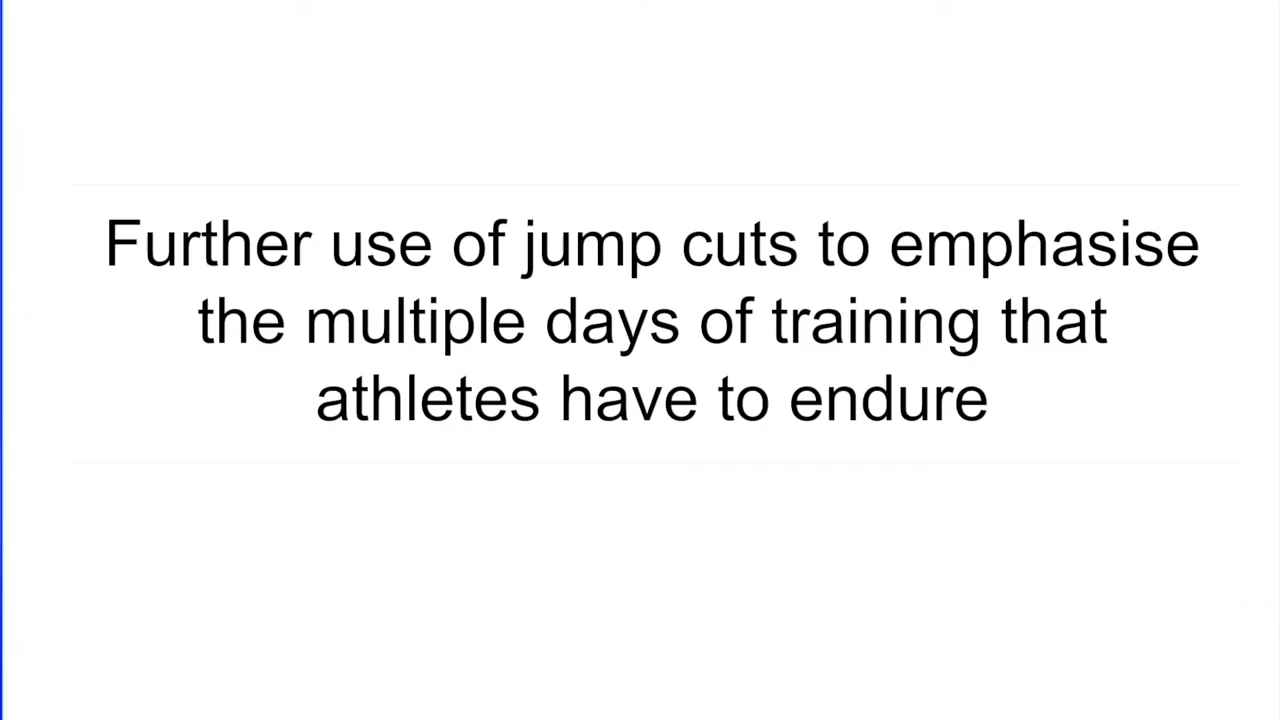 Further use of jump cuts to emphasise
the multiple days of training that
athletes have to endure